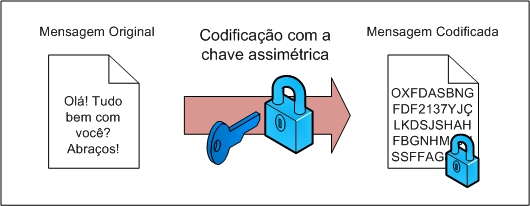 Mensagem Original
Codificação com a
chave assimétrica
Mensagem Codificada
Olá! Tudo
bem com
você?
Abraços!
OXFDASBNG
FDF2137YJÇ
LKDSJSHAH
FBGNHM
SSFFAG